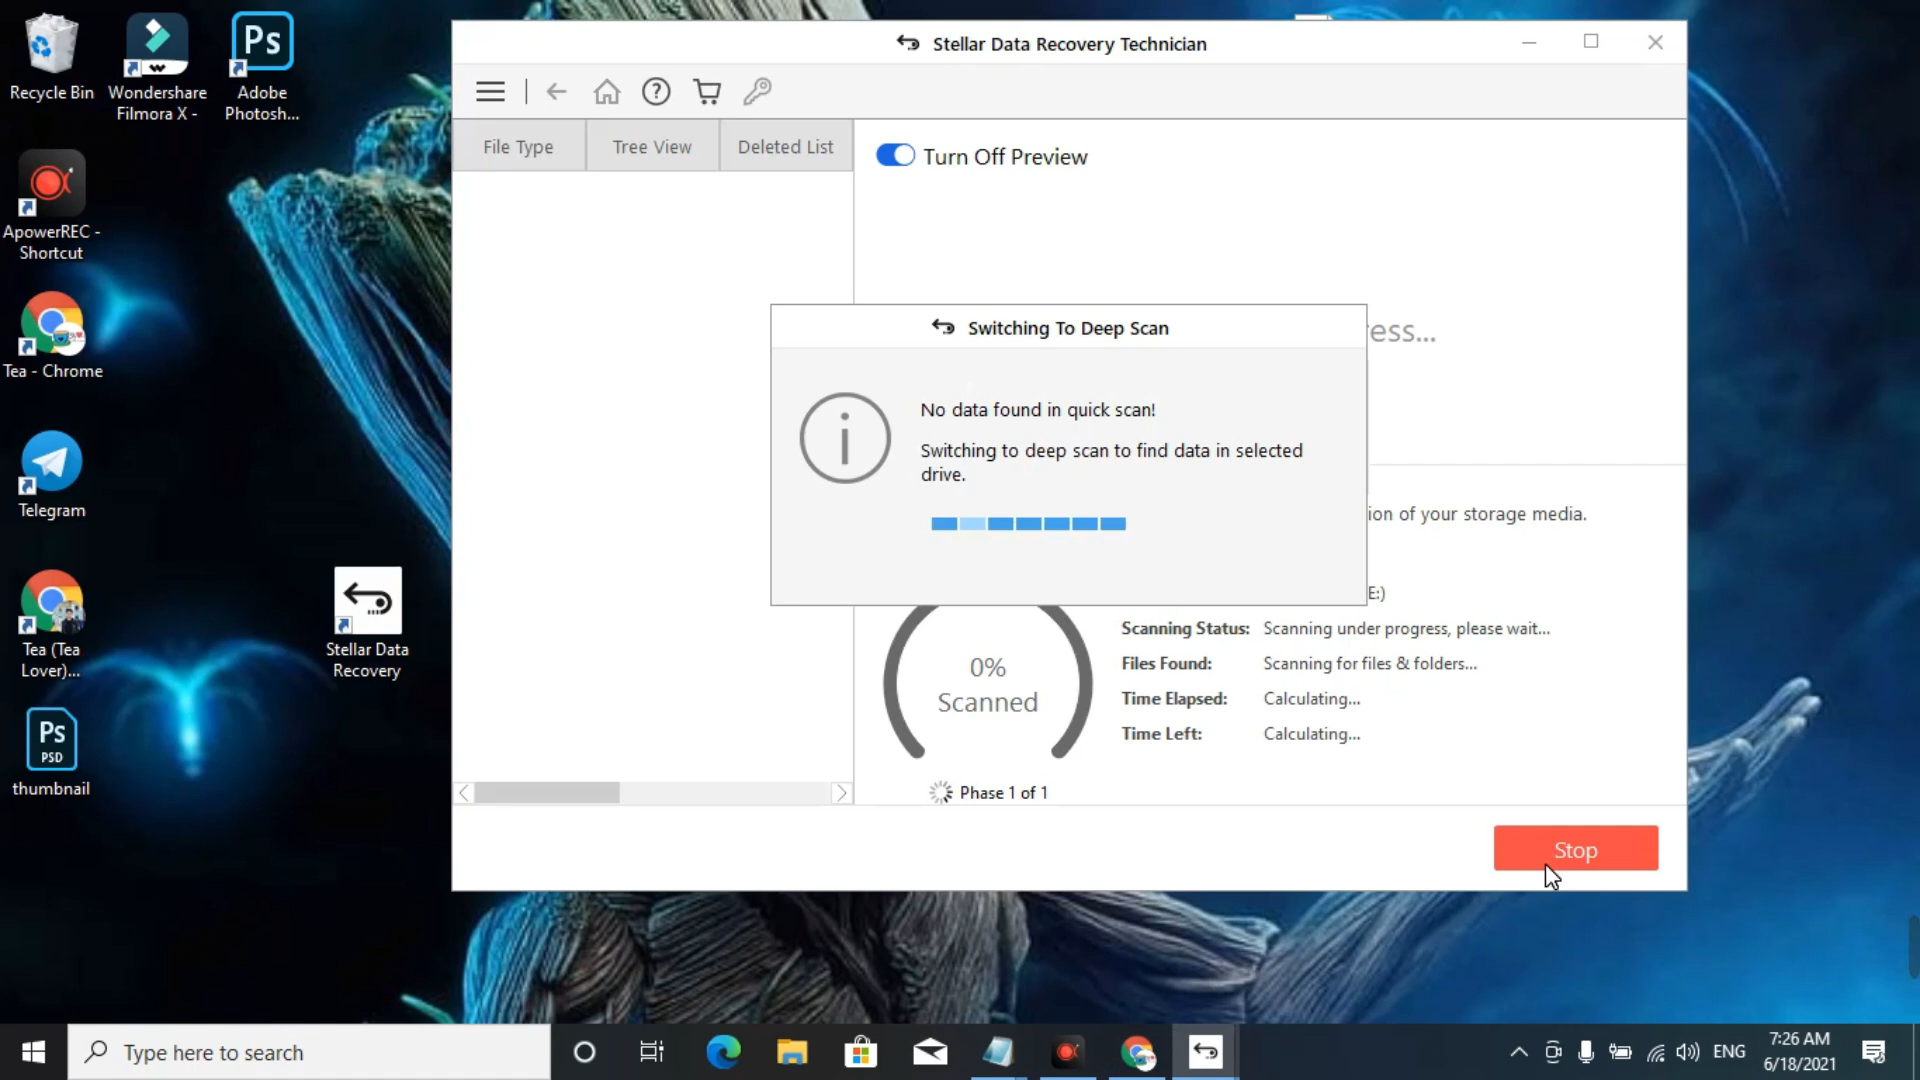 Recycle Bin
Wondershare
Filmora X -
Ps
Adobe
Photosh...
ApowerREC -
Shortcut
Tea - Chrome
Telegram
Tea (Tea
Lover)...
Stellar Data
Recovery
Ps
PSD
thumbnail
Stellar Data Recovery Technician
File Type
Tree View
Deleted List
Turn Off Preview
ess...
Switching To Deep Scan
No data found in quick scan!
Switching to deep scan to find data in selected
drive.
ion of your storage media.
E:)
0%
Scanned
Scanning Status: Scanning under progress, please wait...
Files Found: Scanning for files & folders...
Time Elapsed: Calculating...
Time Left: Calculating...
Phase 1 of 1
Stop
Type here to search
ENG
7:26 AM
6/18/2021